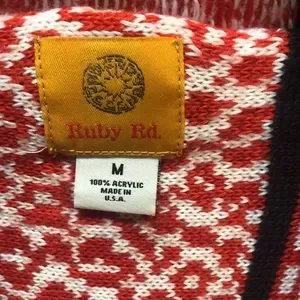 Ruby Rd.
M
100% ACRYLIC
MADE IN
U.S.A.